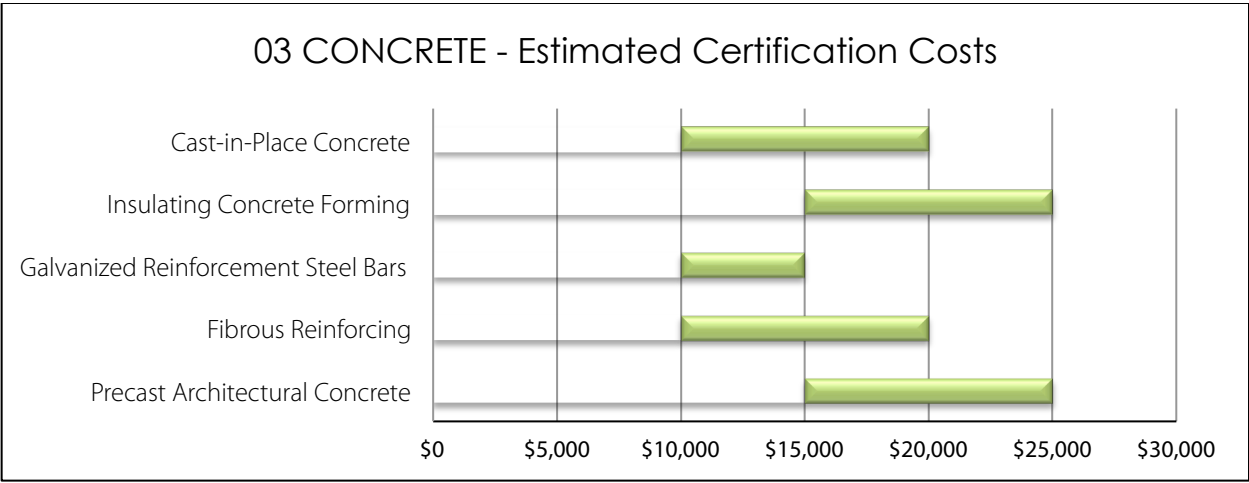 03 CONCRETE - Estimated Certification Costs
Cast-in-Place Concrete
Insulating Concrete Forming
Galvanized Reinforcement Steel Bars
Fibrous Reinforcing
Precast Architectural Concrete
$0 $5,000 $10,000 $15,000 $20,000 $25,000 $30,000